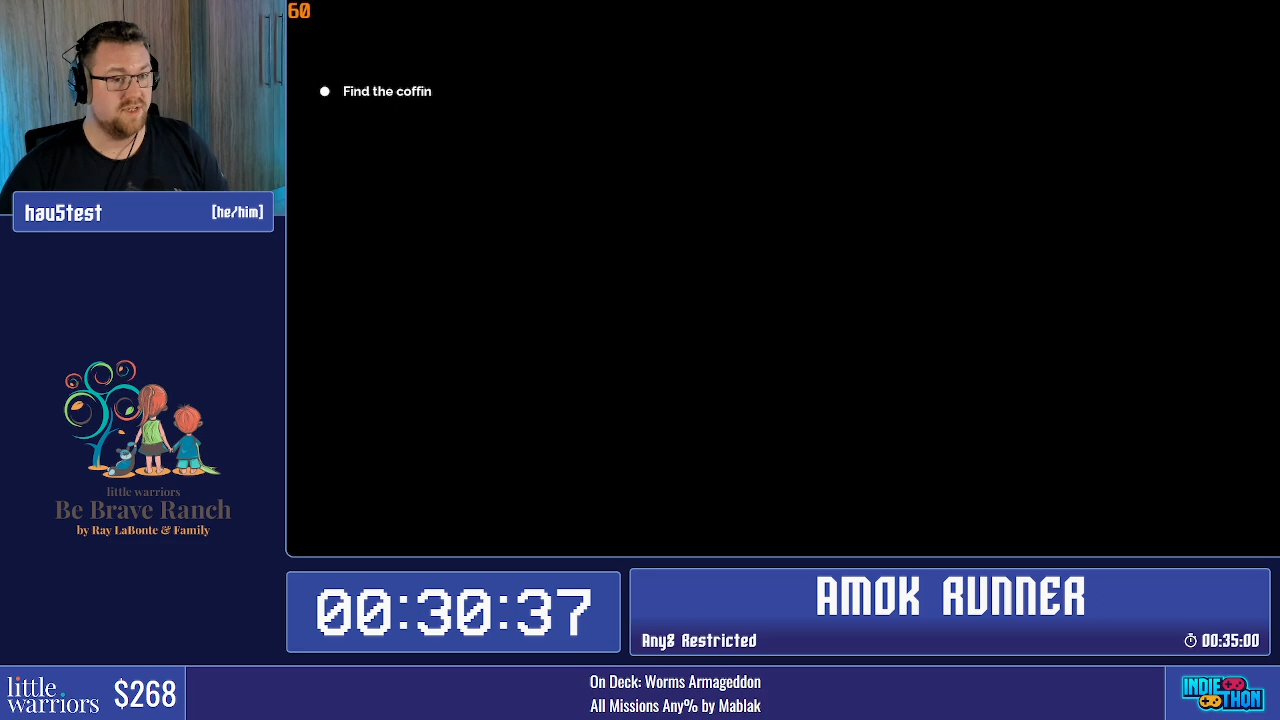 60
Find the coffin
hau5test
[he/him]
little warriors
Be Brave Ranch
by Ray LaBonte & Family
00:30:37
AMOK RUNNER
Any% Restricted
00:35:00
little
warriors
$268
On Deck: Worms Armageddon
All Missions Any% by Mablak
INDIE
THON